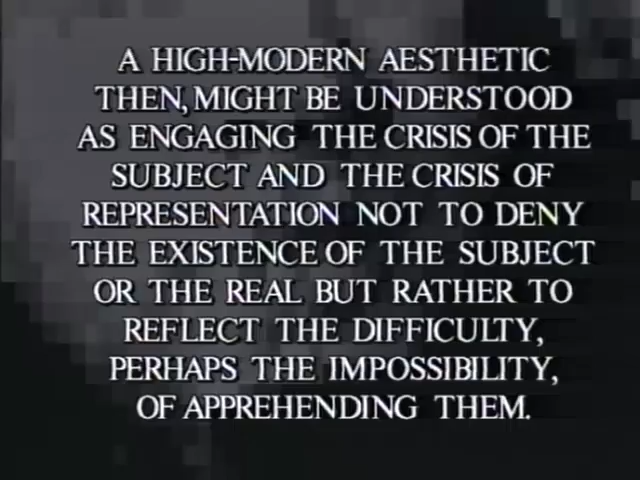 A HIGH-MODERN AESTHETIC
THEN, MIGHT BE UNDERSTOOD
AS ENGAGING THE CRISIS OF THE
SUBJECT AND THE CRISIS OF
REPRESENTATION NOT TO DENY
THE EXISTENCE OF THE SUBJECT
OR THE REAL BUT RATHER TO
REFLECT THE DIFFICULTY,
PERHAPS THE IMPOSSIBILITY,
OF APPREHENDING THEM.